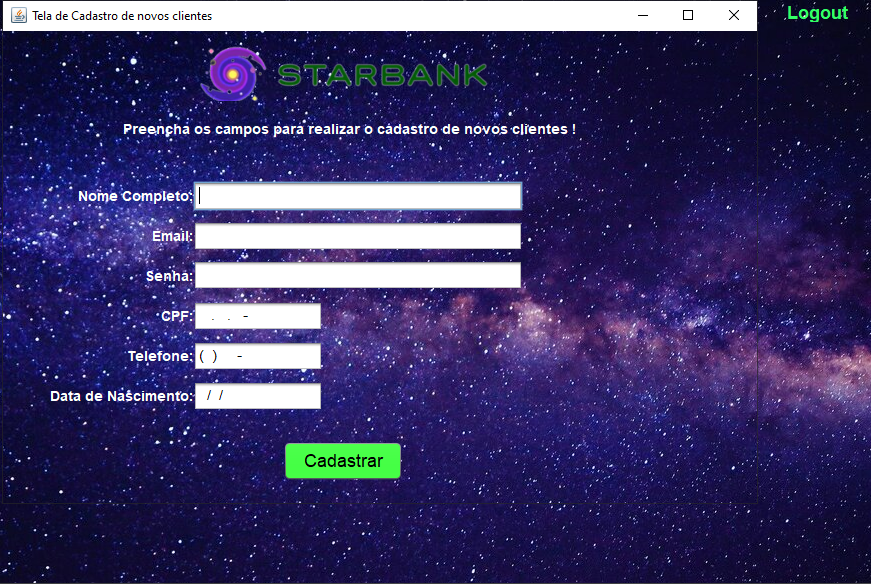 Tela de Cadastro de novos clientes
Logout
STARBANK
Preencha os campos para realizar o cadastro de novos clientes !
Nome Completo:
Email:
Senha:
CPF: . . -
Telefone: ( ) -
Data de Nascimento: / /
Cadastrar